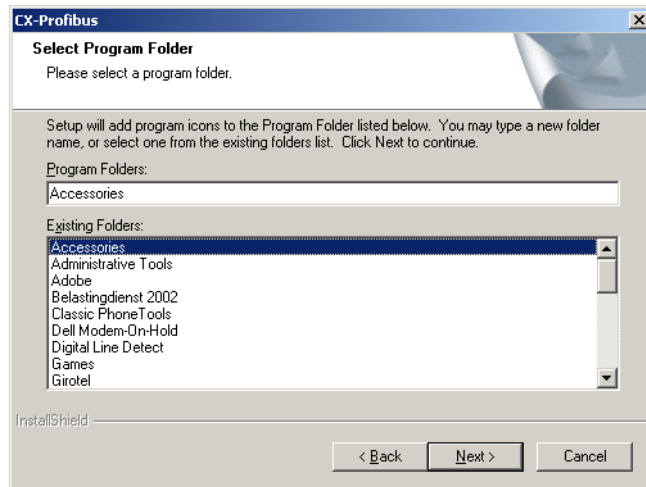 CX-Profibus
Select Program Folder
Please select a program folder.
Setup will add program icons to the Program Folder listed below. You may type a new folder
name, or select one from the existing folders list. Click Next to continue.
Program Folders:
Accessories
Existing Folders:
Accessories
Administrative Tools
Adobe
Belastingdienst 2002
Classic PhoneTools
Dell Modem-On-Hold
Digital Line Detect
Games
Girotel
InstallShield
< Back
Next >
Cancel